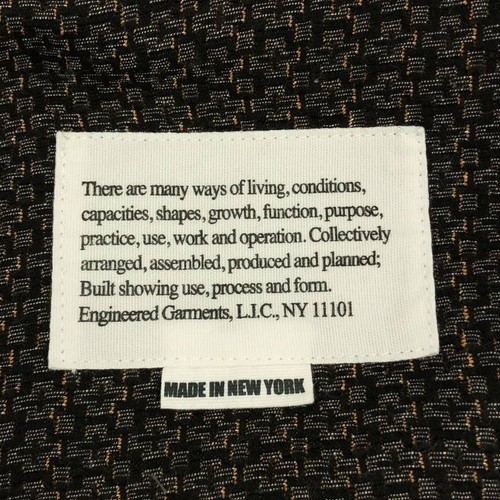 There are many ways of living, conditions,
capacities, shapes, growth, function, purpose,
practice, use, work and operation. Collectively
arranged, assembled, produced and planned;
Built showing use, process and form.
Engineered Garments, L.I.C., NY 11101
MADE IN NEW YORK